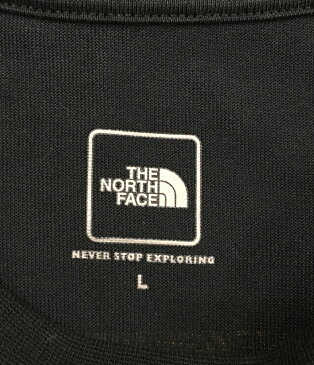 THE
NORTH
FACE
NEVER STOP EXPLORING
L